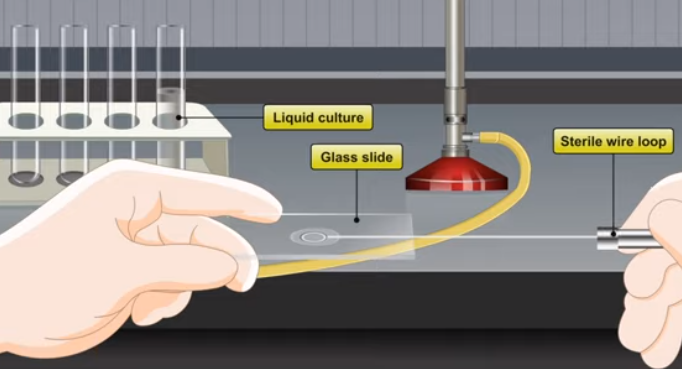 Liquid culture
Glass slide
Sterile wire loop